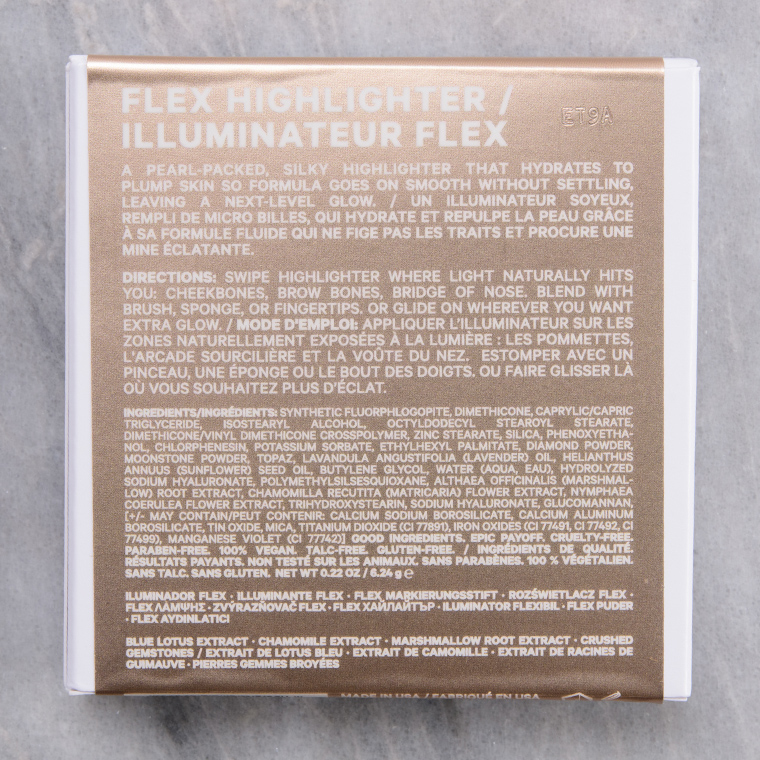 FLEX HIGHLIGHTER /
ILLUMINATEUR FLEX
ET9A
A PEARL-PACKED, SILKY HIGHLIGHTER THAT HYDRATES TO
PLUMP SKIN SO FORMULA GOES ON SMOOTH WITHOUT SETTLING,
LEAVING A NEXT-LEVEL GLOW. / UN ILLUMINATEUR SOYEUX,
REMPLI DE MICRO BILLES, QUI HYDRATE ET REPULPE LA PEAU GRÂCE
À SA FORMULE FLUIDE QUI NE FIGE PAS LES TRAITS ET PROCURE UNE
MINE ÉCLATANTE.
DIRECTIONS: SWIPE HIGHLIGHTER WHERE LIGHT NATURALLY HITS
YOU: CHEEKBONES, BROW BONES, BRIDGE OF NOSE. BLEND WITH
BRUSH, SPONGE, OR FINGERTIPS. OR GLIDE ON WHEREVER YOU WANT
EXTRA GLOW. / MODE D'EMPLOI: APPLIQUER L'ILLUMINATEUR SUR LES
ZONES NATURELLEMENT EXPOSÉES À LA LUMIÈRE : LES POMMETTES,
L'ARCADE SOURCILIÈRE ET LA VOÛTE DU NEZ. ESTOMPER AVEC UN
PINCEAU, UNE ÉPONGE OU LE BOUT DES DOIGTS. OU FAIRE GLISSER LÀ
OÙ VOUS SOUHAITEZ PLUS D'ÉCLAT.
INGREDIENTS/INGRÉDIENTS: SYNTHETIC FLUORPHLOGOPITE, DIMETHICONE, CAPRYLIC/CAPRIC
TRIGLYCERIDE, ISOSTEARYL ALCOHOL, OCTYLDODECYL STEAROYL STEARATE,
DIMETHICONE/VINYL DIMETHICONE CROSSPOLYMER, ZINC STEARATE, SILICA, PHENOXYETHA-
NOL, CHLORPHENESIN, POTASSIUM SORBATE, ETHYLHEXYL PALMITATE, DIAMOND POWDER,
MOONSTONE POWDER, TOPAZ, LAVANDULA ANGUSTIFOLIA (LAVENDER) OIL, HELIANTHUS
ANNUUS (SUNFLOWER) SEED OIL, BUTYLENE GLYCOL, WATER (AQUA, EAU), HYDROLYZED
SODIUM HYALURONATE, POLYMETHYLSILSESQUIOXANE, ALTHAEA OFFICINALIS (MARSHMAL-
LOW) ROOT EXTRACT, CHAMOMILLA RECUTITA (MATRICARIA) FLOWER EXTRACT, NYMPHAEA
COERULEA FLOWER EXTRACT, TRIHYDROXYSTEARIN, SODIUM HYALURONATE, GLUCOMANNAN,
[+/- MAY CONTAIN/PEUT CONTENIR: CALCIUM SODIUM BOROSILICATE, CALCIUM ALUMINUM
BOROSILICATE, TIN OXIDE, MICA, TITANIUM DIOXIDE (CI 77891), IRON OXIDES (CI 77491, CI 77492, CI
77499), MANGANESE VIOLET (CI 77742)] GOOD INGREDIENTS. EPIC PAYOFF. CRUELTY-FREE.
PARABEN-FREE. 100% VEGAN. TALC-FREE. GLUTEN-FREE. / INGRÉDIENTS DE QUALITÉ.
RÉSULTATS PAYANTS. NON TESTÉ SUR LES ANIMAUX. SANS PARABÈNES. 100 % VÉGÉTALIEN.
SANS TALC. SANS GLUTEN. NET WT 0.22 OZ / 6.24 g ℮
ILUMINADOR FLEX · ILLUMINANTE FLEX · FLEX MARKIERUNGSSTIFT · ROZŚWIETLACZ FLEX ·
FLEX ΛΑΜΨΗΣ · ZVÝRAZŇOVAČ FLEX · FLEX ХАЙЛАЙТЪР · ILUMINATOR FLEXIBIL · FLEX PUDER
· FLEX AYDINLATICI
BLUE LOTUS EXTRACT · CHAMOMILE EXTRACT · MARSHMALLOW ROOT EXTRACT · CRUSHED
GEMSTONES / EXTRAIT DE LOTUS BLEU · EXTRAIT DE CAMOMILLE · EXTRAIT DE RACINES DE
GUIMAUVE · PIERRES GEMMES BROYÉES
MADE IN USA / FABRIQUÉ EN USA